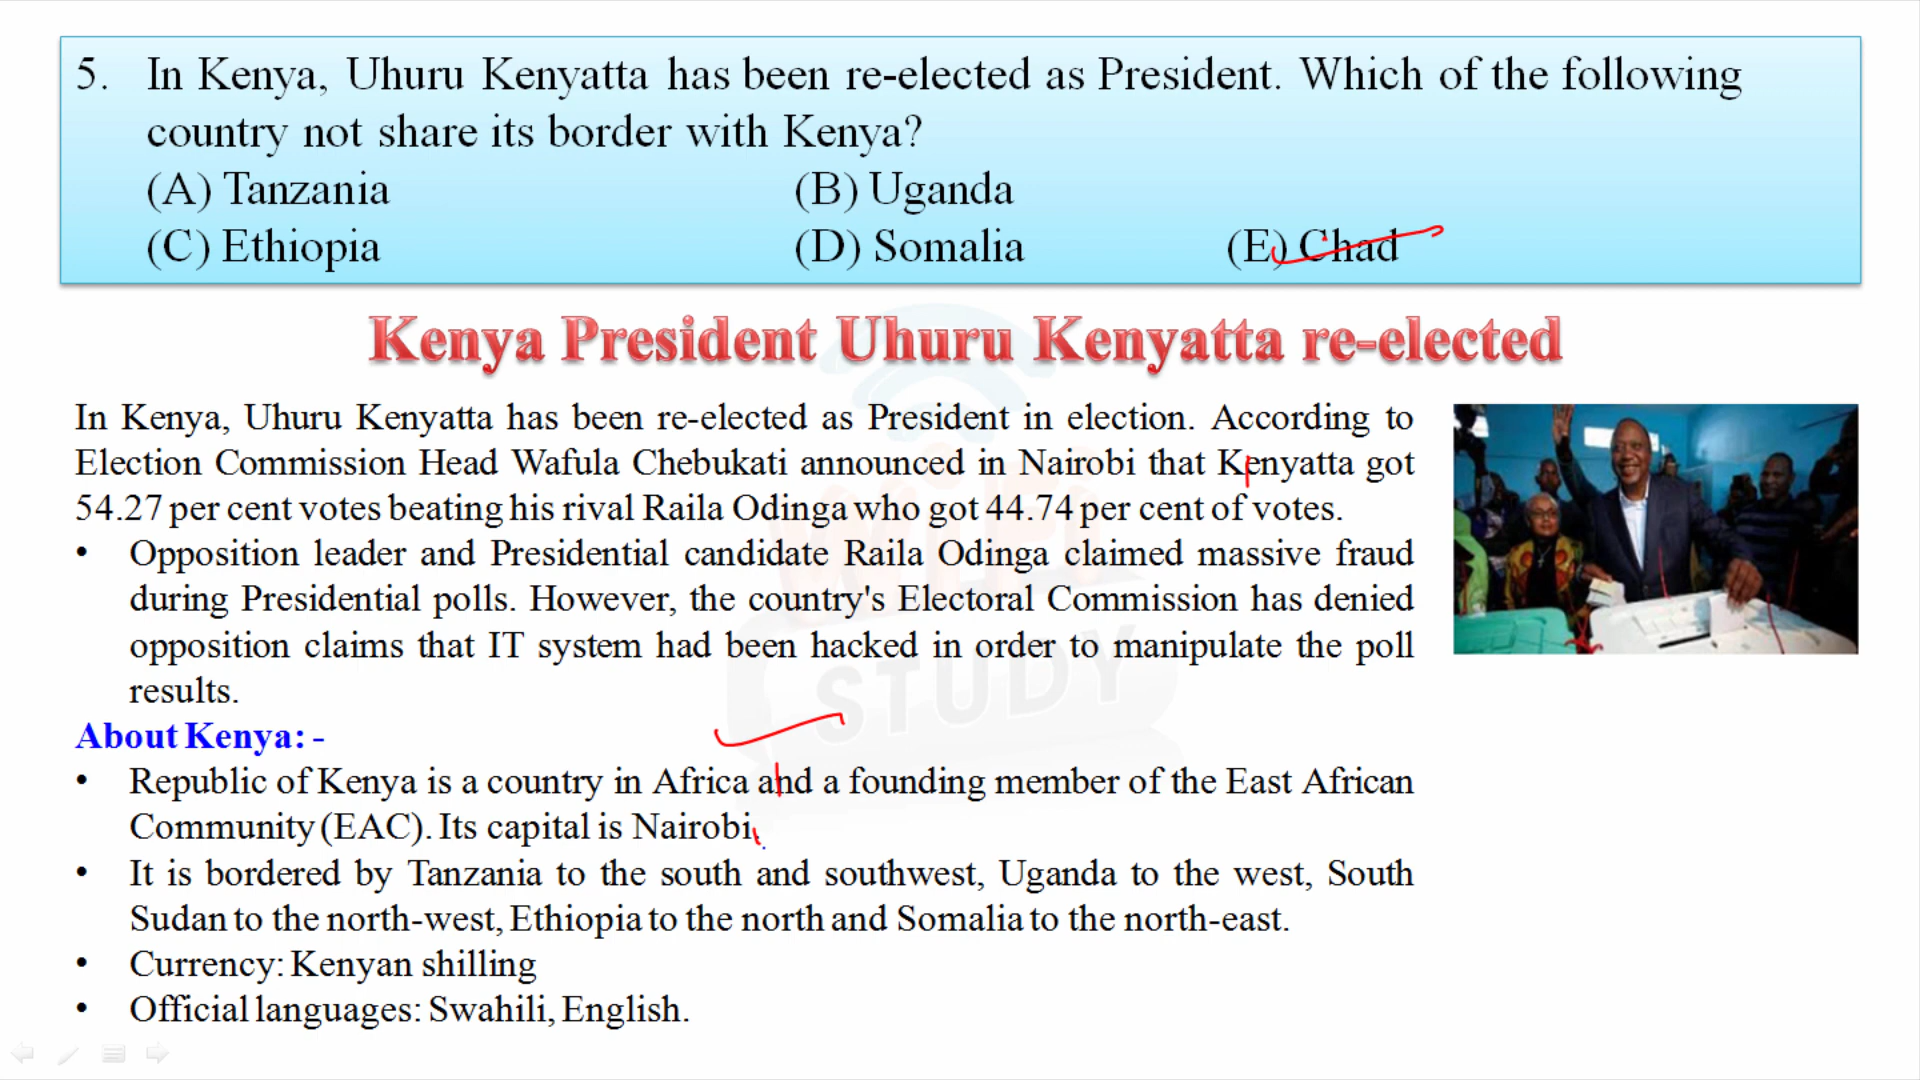 5. In Kenya, Uhuru Kenyatta has been re-elected as President. Which of the following
country not share its border with Kenya?
(A) Tanzania (B) Uganda
(C) Ethiopia (D) Somalia (E) Chad
Kenya President Uhuru Kenyatta re-elected
In Kenya, Uhuru Kenyatta has been re-elected as President in election. According to
Election Commission Head Wafula Chebukati announced in Nairobi that Kenyatta got
54.27 per cent votes beating his rival Raila Odinga who got 44.74 per cent of votes.
• Opposition leader and Presidential candidate Raila Odinga claimed massive fraud
during Presidential polls. However, the country's Electoral Commission has denied
opposition claims that IT system had been hacked in order to manipulate the poll
results.
About Kenya: -
• Republic of Kenya is a country in Africa and a founding member of the East African
Community (EAC). Its capital is Nairobi.
• It is bordered by Tanzania to the south and southwest, Uganda to the west, South
Sudan to the north-west, Ethiopia to the north and Somalia to the north-east.
• Currency: Kenyan shilling
• Official languages: Swahili, English.
WiFi
STUDY